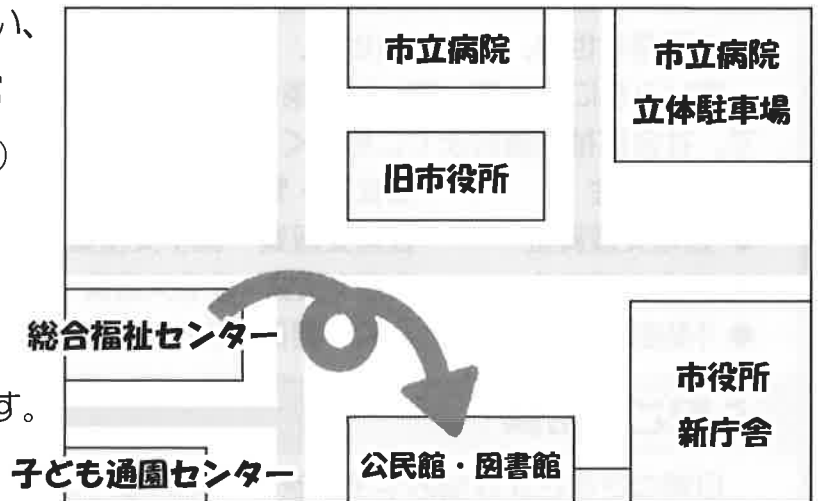 い、
市立病院
市立病院
立体駐車場
)
旧市役所
総合福祉センター
市役所
新庁舎
す。
子ども通園センター
公民館・図書館